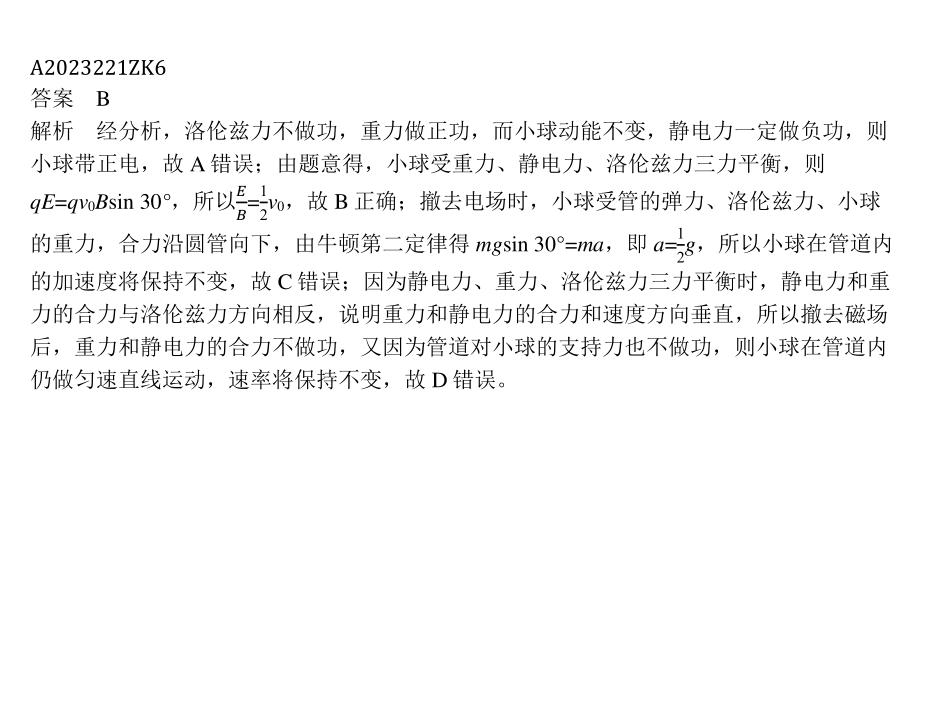 A2023221ZK6
答案 B
解析 经分析，洛伦兹力不做功，重力做正功，而小球动能不变，静电力一定做负功，则
小球带正电，故 A 错误；由题意得，小球受重力、静电力、洛伦兹力三力平衡，则
qE=qv₀Bsin 30°，所以E/B=1/2v₀，故 B 正确；撤去电场时，小球受管的弹力、洛伦兹力、小球
的重力，合力沿圆管向下，由牛顿第二定律得 mgsin 30°=ma，即 a=1/2g，所以小球在管道内
的加速度将保持不变，故 C 错误；因为静电力、重力、洛伦兹力三力平衡时，静电力和重
力的合力与洛伦兹力方向相反，说明重力和静电力的合力和速度方向垂直，所以撤去磁场
后，重力和静电力的合力不做功，又因为管道对小球的支持力也不做功，则小球在管道内
仍做匀速直线运动，速率将保持不变，故 D 错误。